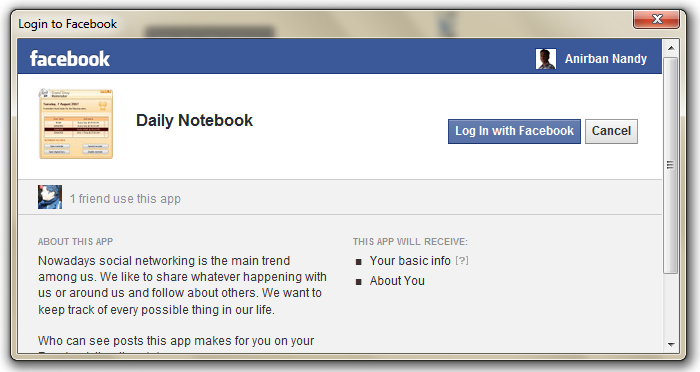 Login to Facebook
facebook
Anirban Nandy
Daily Notebook
Log In with Facebook
Cancel
1 friend use this app
ABOUT THIS APP
Nowadays social networking is the main trend
among us. We like to share whatever happening with
us or around us and follow about others. We want to
keep track of every possible thing in our life.
Who can see posts this app makes for you on your
THIS APP WILL RECEIVE:
Your basic info [?]
About You